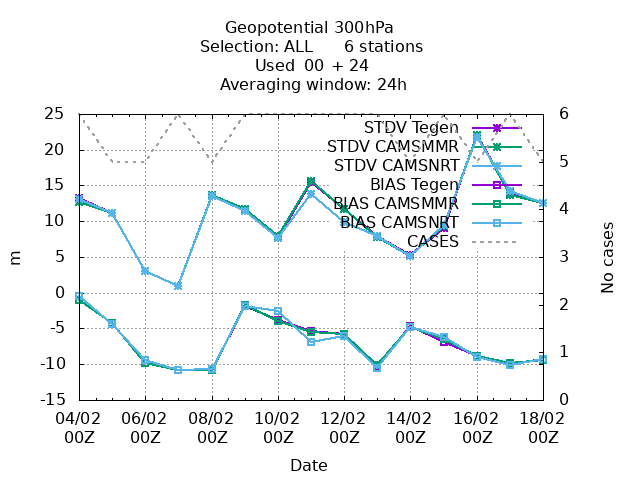 Geopotential 300hPa
Selection: ALL 6 stations
Used 00 + 24
Averaging window: 24h
25
20
15
10
5
0
-5
-10
-15
m
6
5
4
3
2
1
0
No cases
STDV Tegen
STDV CAMSMMR
STDV CAMSNRT
BIAS Tegen
BIAS CAMSMMR
BIAS CAMSNRT
CASES
04/02 06/02 08/02 10/02 12/02 14/02 16/02 18/02
00Z 00Z 00Z 00Z 00Z 00Z 00Z 00Z
Date